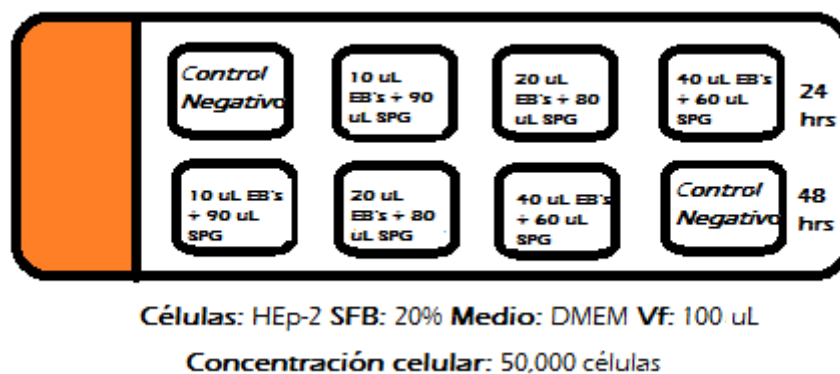 Control
Negativo
10 uL
EB's + 90
uL SPG
20 uL
EB's + 80
uL SPG
40 uL EB's
+ 60 uL
SPG
24
hrs
10 uL EB's
+ 90 uL
SPG
20 uL
EB's + 80
uL SPG
40 uL EB's
+ 60 uL
SPG
Control
Negativo
48
hrs
Células: HEp-2 SFB: 20% Medio: DMEM Vf: 100 uL
Concentración celular: 50,000 células